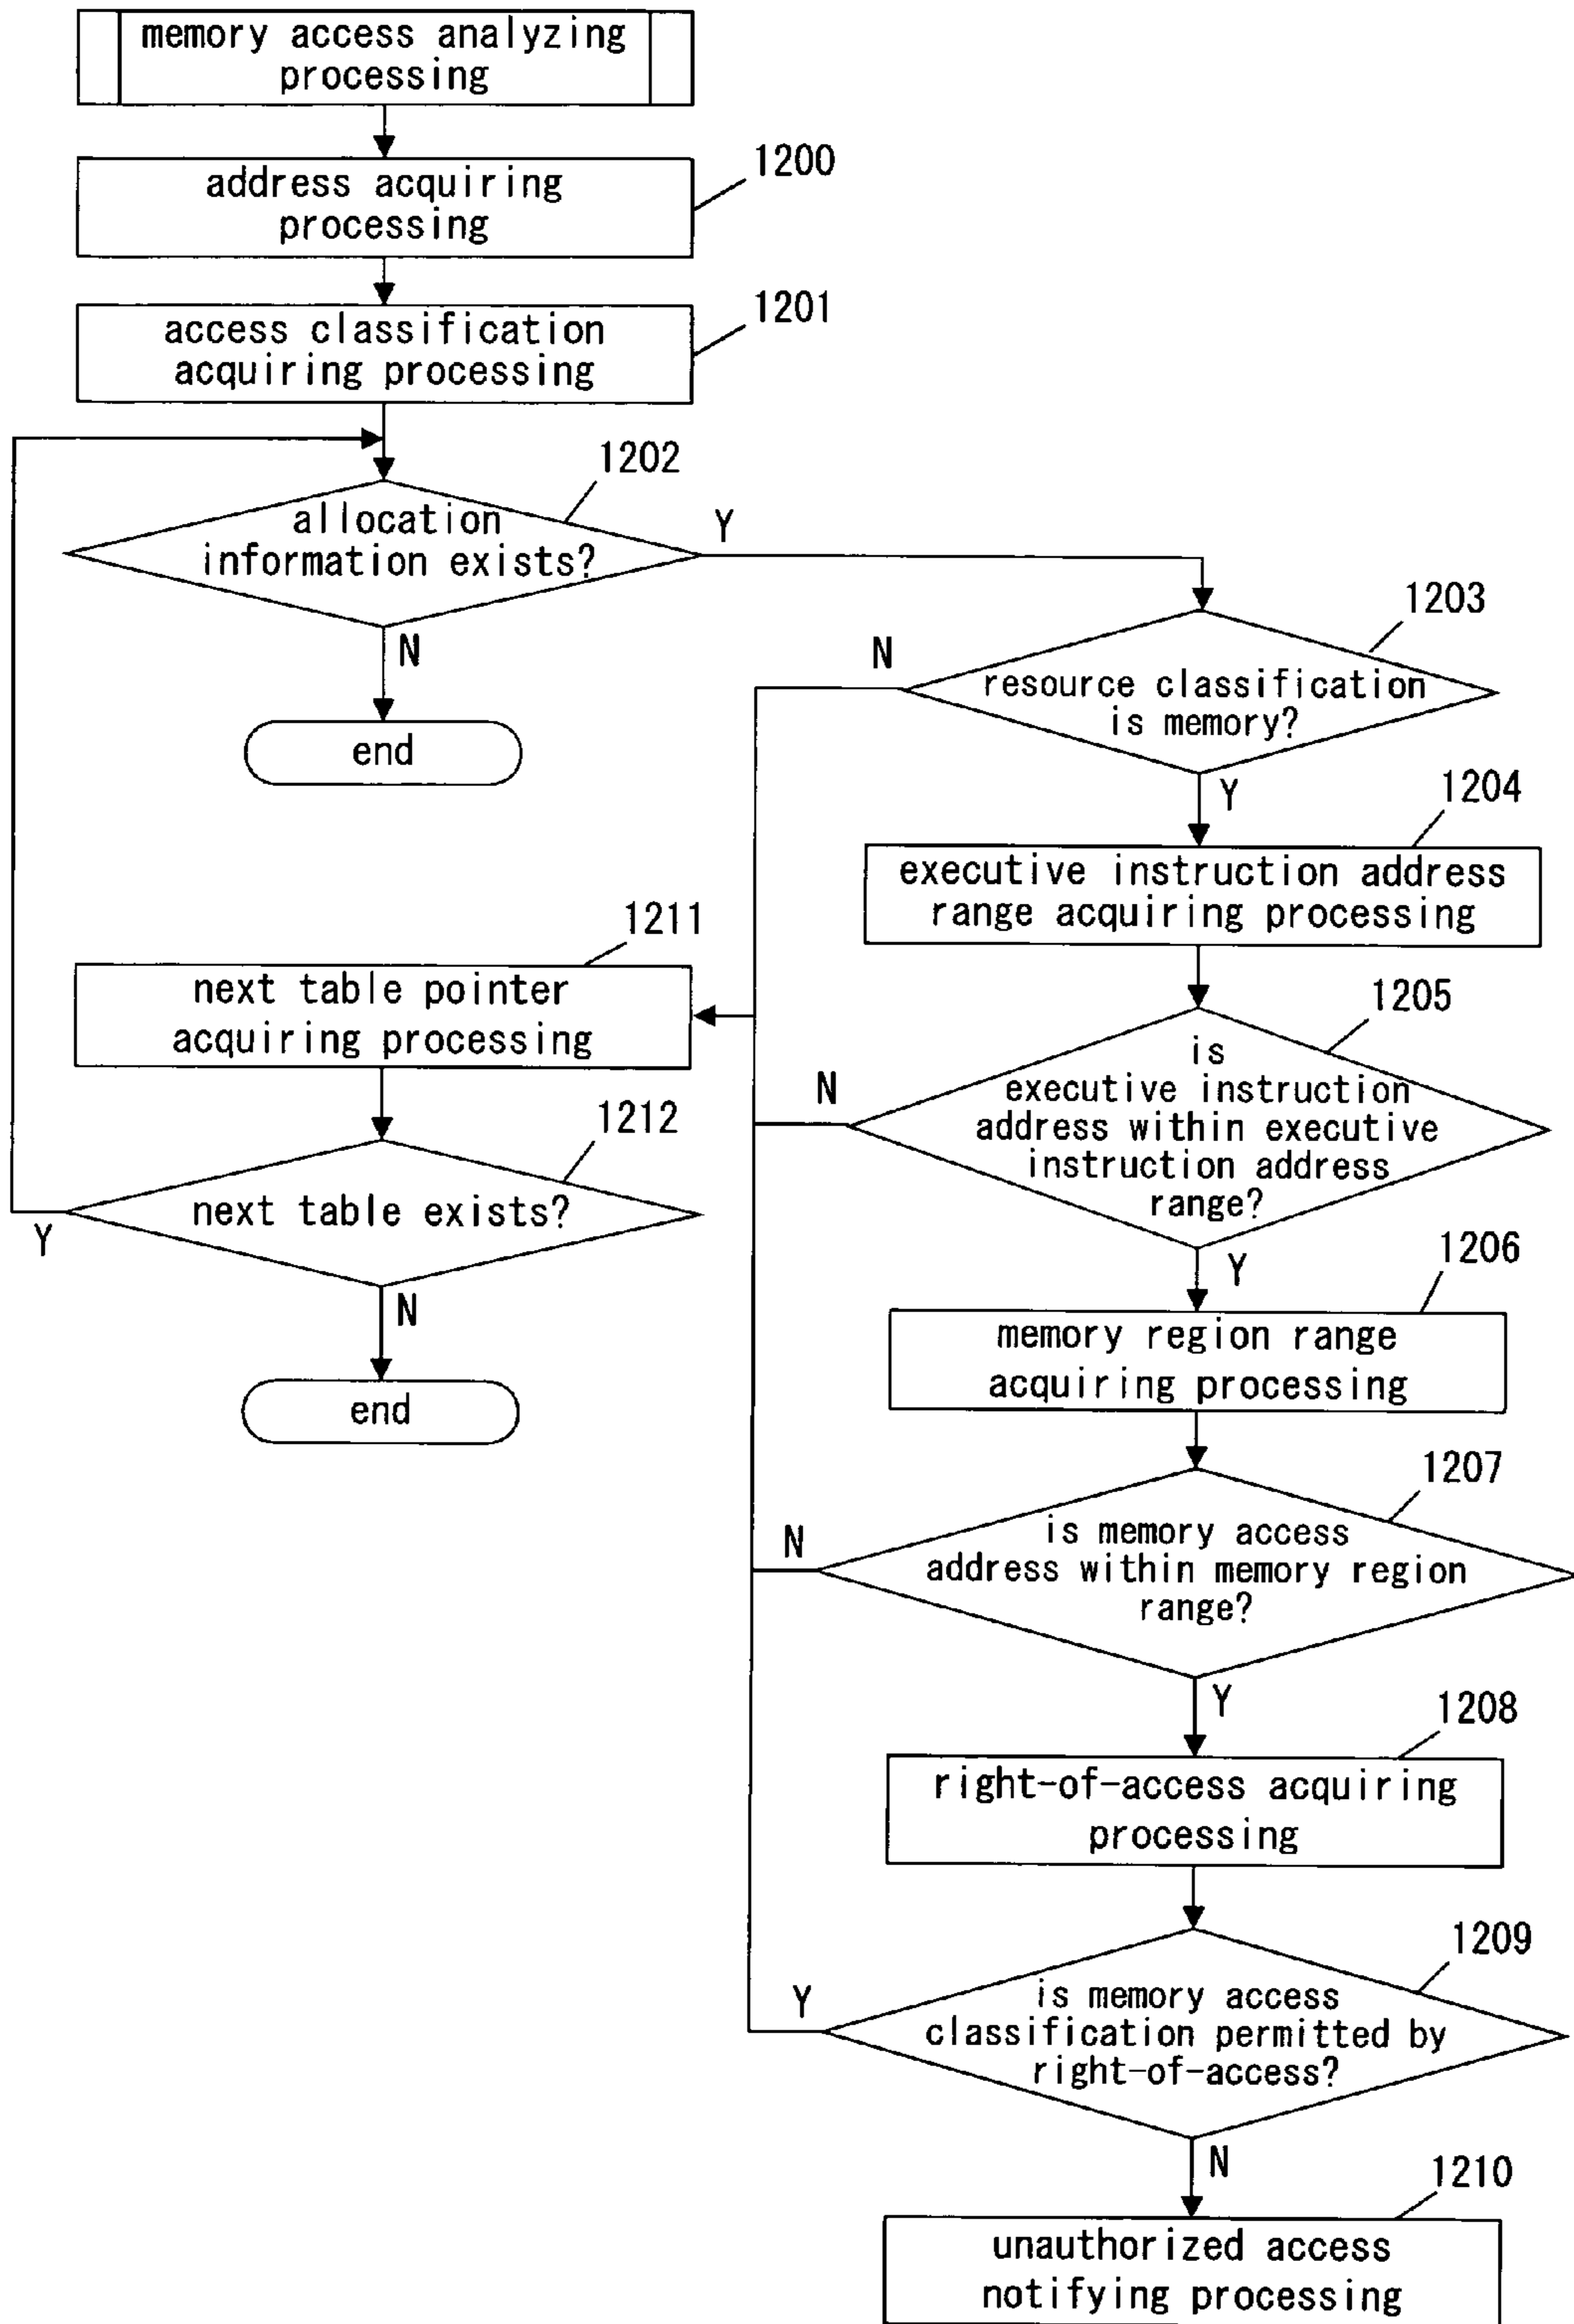 memory access analyzing
processing
1200
address acquiring
processing
1201
access classification
acquiring processing
1202
allocation
information exists?
Y
N
end
1203
N
resource classification
is memory?
Y
1204
executive instruction address
range acquiring processing
1211
next table pointer
acquiring processing
1205
is
executive instruction
address within executive
instruction address
range?
N
Y
1212
next table exists?
Y
N
end
1206
memory region range
acquiring processing
1207
is memory access
address within memory region
range?
N
Y
1208
right-of-access acquiring
processing
1209
is memory access
classification permitted by
right-of-access?
Y
N
1210
unauthorized access
notifying processing